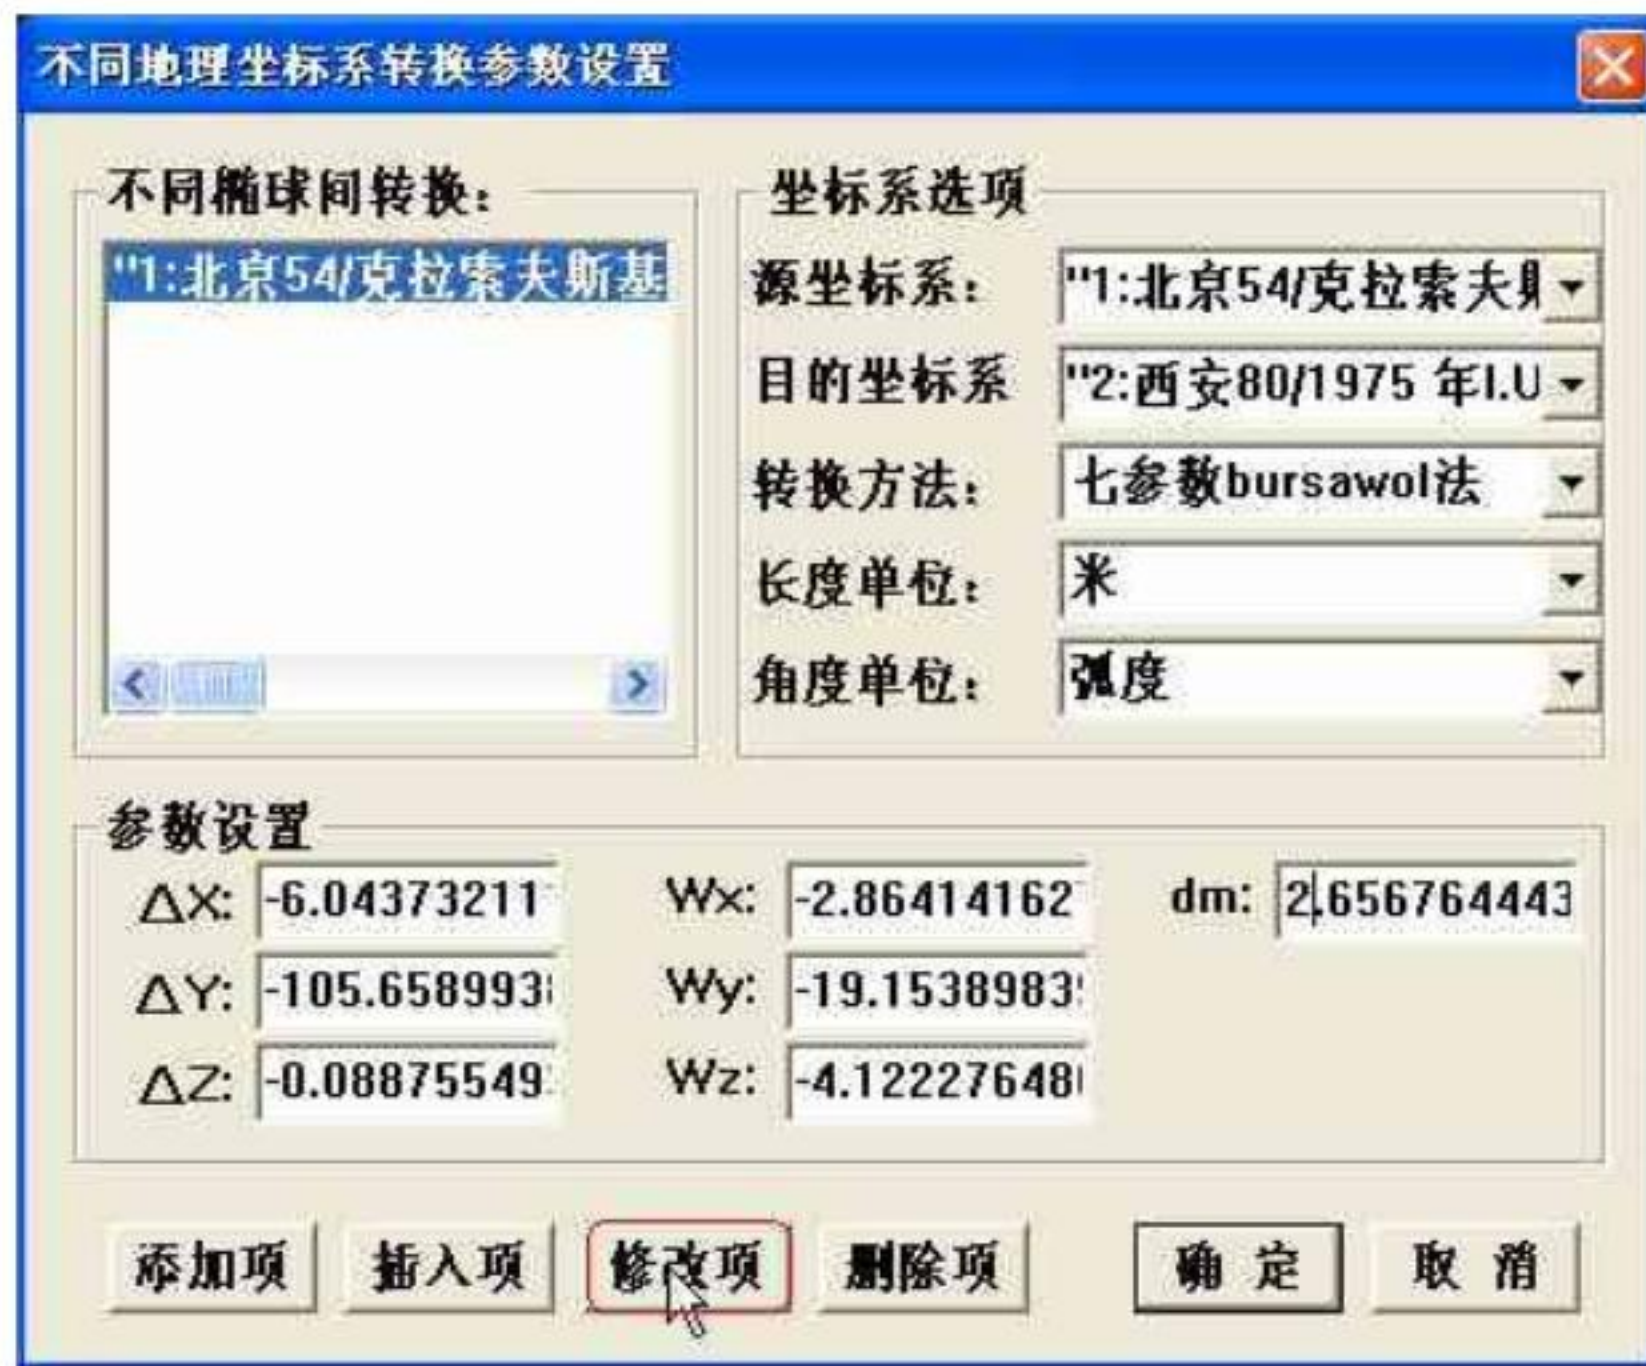 不同地理坐标系转换参数设置
不同椭球间转换：
"1:北京54/克拉索夫斯基
坐标系选项
源坐标系： "1:北京54/克拉索夫斯
目的坐标系 "2:西安80/1975 年I.U
转换方法： 七参数bursawol法
长度单位： 米
角度单位： 弧度
参数设置
△X: -6.04373211 Wx: -2.86414162 dm: 2.656764443
△Y: -105.6589938 Wy: -19.1538983
△Z: -0.08875549 Wz: -4.12227648
添加项 插入项 修改项 删除项 确 定 取 消